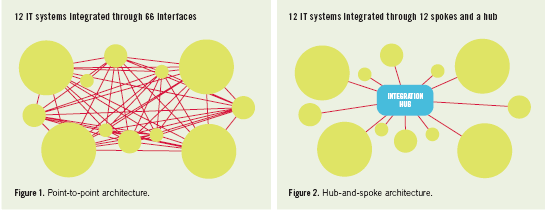 12 IT systems integrated through 66 interfaces
Figure 1. Point-to-point architecture.
12 IT systems integrated through 12 spokes and a hub
INTEGRATION
HUB
Figure 2. Hub-and-spoke architecture.